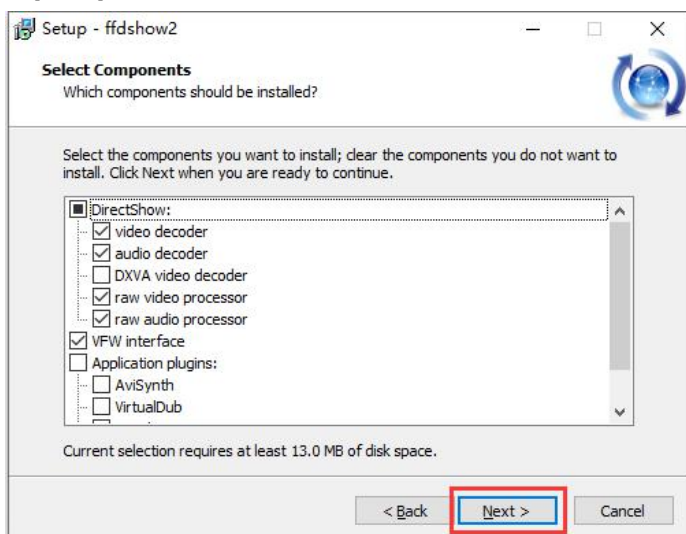 Setup - ffdshow2
Select Components
Which components should be installed?
Select the components you want to install; clear the components you do not want to
install. Click Next when you are ready to continue.
DirectShow:
video decoder
audio decoder
DXVA video decoder
raw video processor
raw audio processor
VFW interface
Application plugins:
AviSynth
VirtualDub
Current selection requires at least 13.0 MB of disk space.
< Back
Next >
Cancel